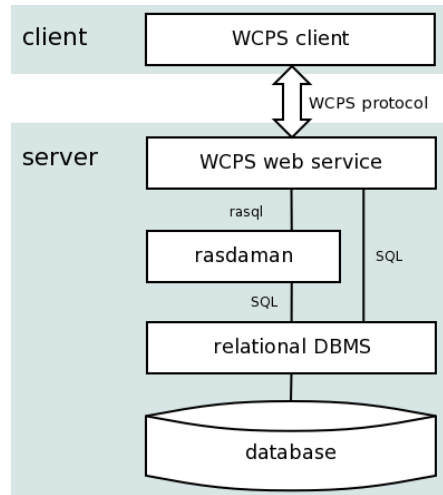 client
WCPS client
WCPS protocol
server
WCPS web service
rasql
rasdaman
SQL
SQL
relational DBMS
database